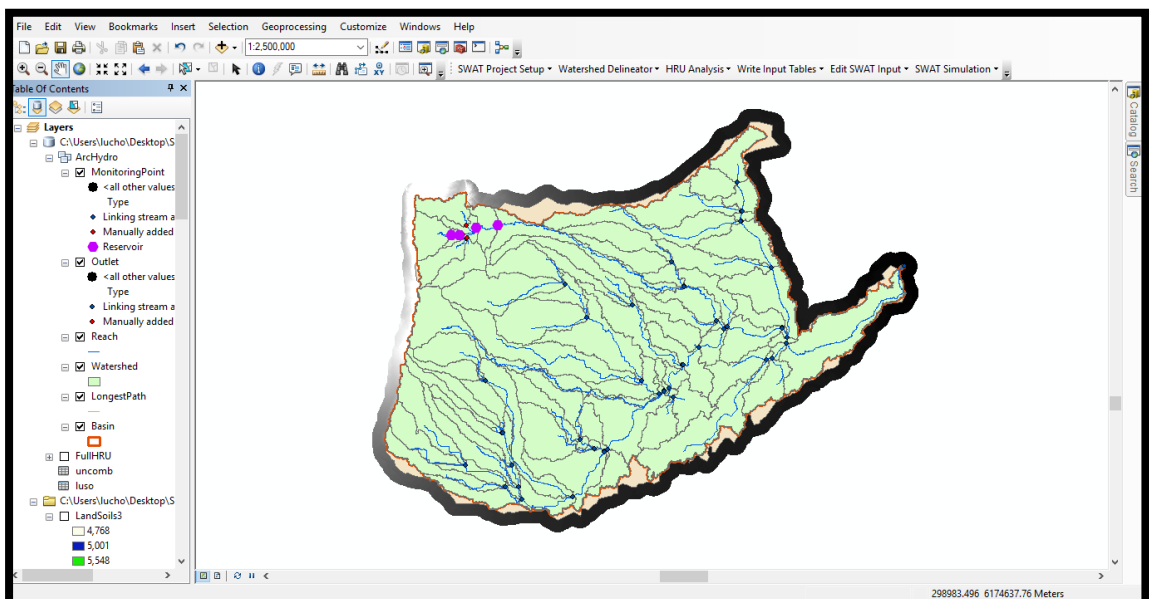 File Edit View Bookmarks Insert Selection Geoprocessing Customize Windows Help
1:2,500,000
SWAT Project Setup Watershed Delineator HRU Analysis Write Input Tables Edit SWAT Input SWAT Simulation
Table Of Contents
Layers
C:\Users\lucho\Desktop\S
ArcHydro
MonitoringPoint
<all other values
Type
Linking stream a
Manually added
Reservoir
Outlet
<all other values
Type
Linking stream a
Manually added
Reach
Watershed
LongestPath
Basin
FullHRU
uncomb
luso
C:\Users\lucho\Desktop\S
LandSoils3
4,768
5,001
5,548
Catalog
Search
298983.496 6174637.76 Meters